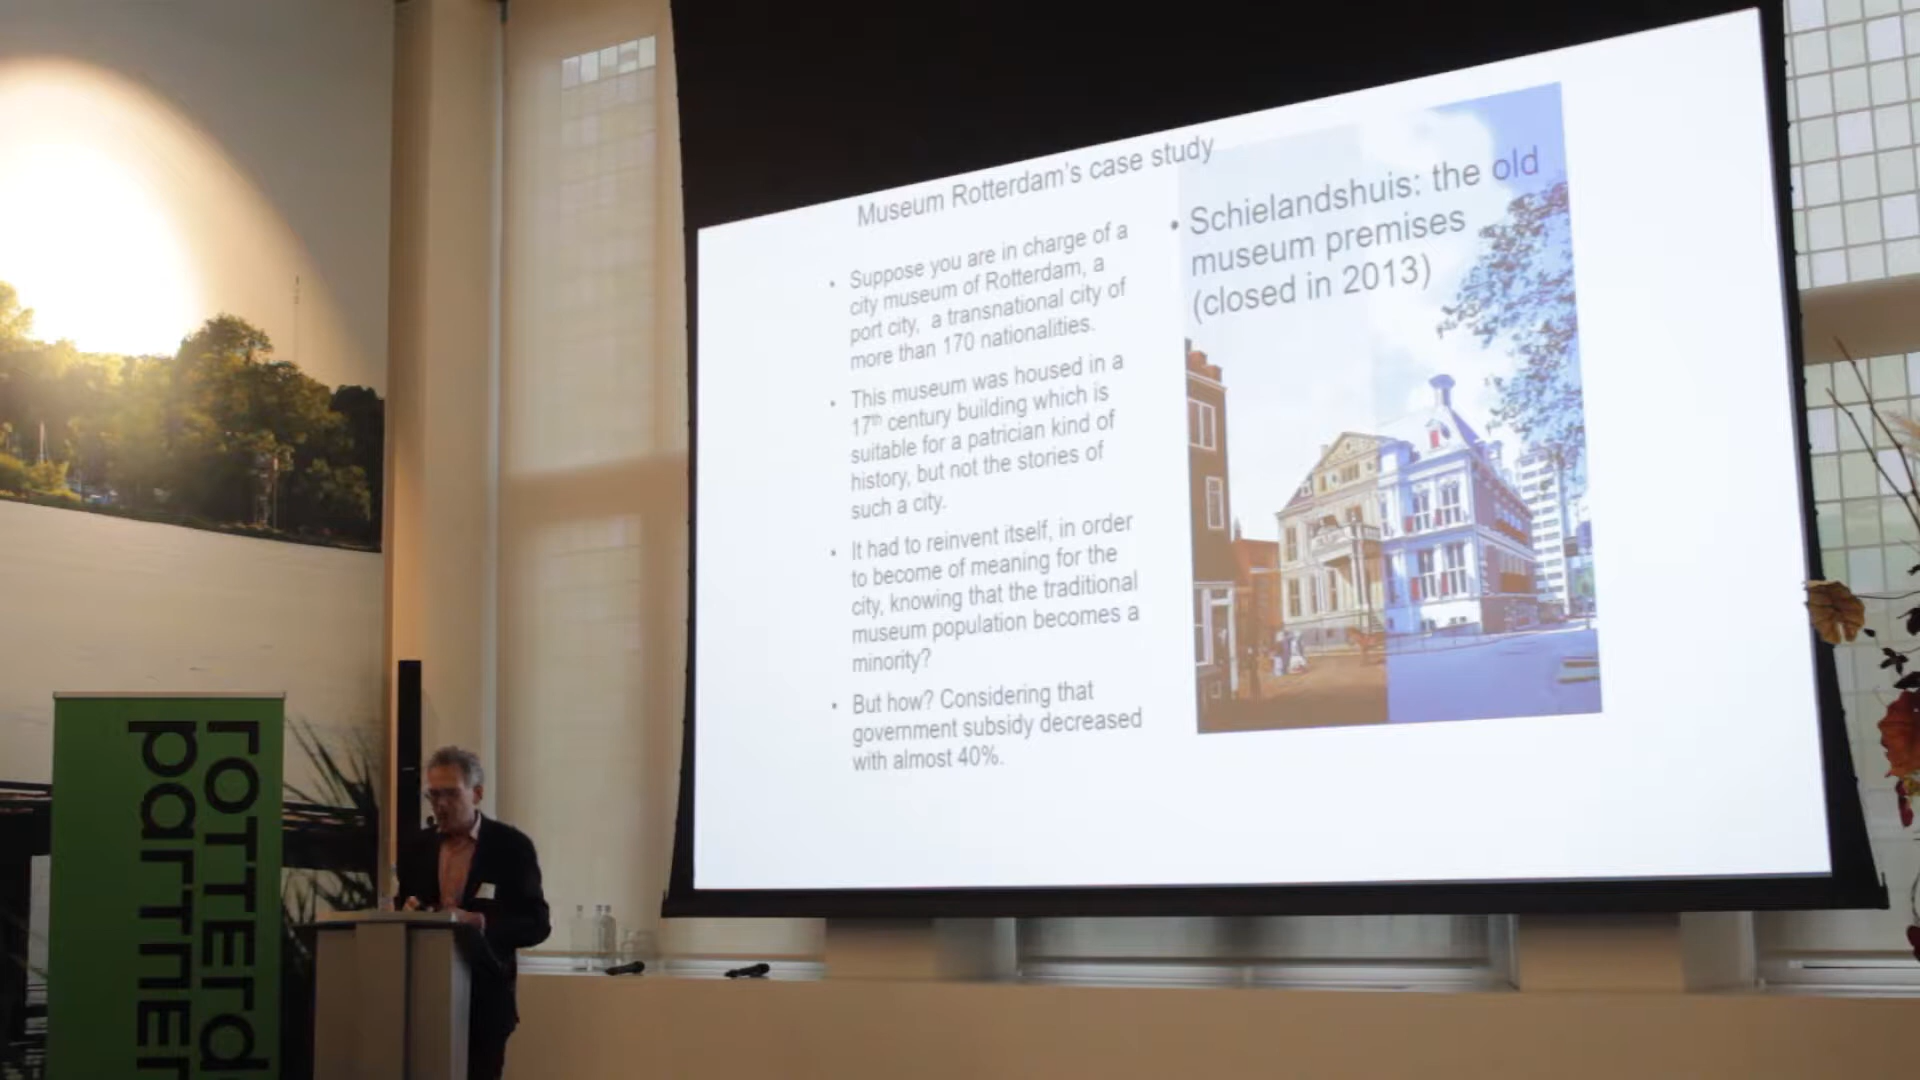 Museum Rotterdam's case study
• Suppose you are in charge of a
city museum of Rotterdam, a
port city, a transnational city of
more than 170 nationalities.
• This museum was housed in a
17th century building which is
suitable for a patrician kind of
history, but not the stories of
such a city.
• It had to reinvent itself, in order
to become of meaning for the
city, knowing that the traditional
museum population becomes a
minority?
• But how? Considering that
government subsidy decreased
with almost 40%.
• Schielandshuis: the old
museum premises
(closed in 2013)
rotterd
partner